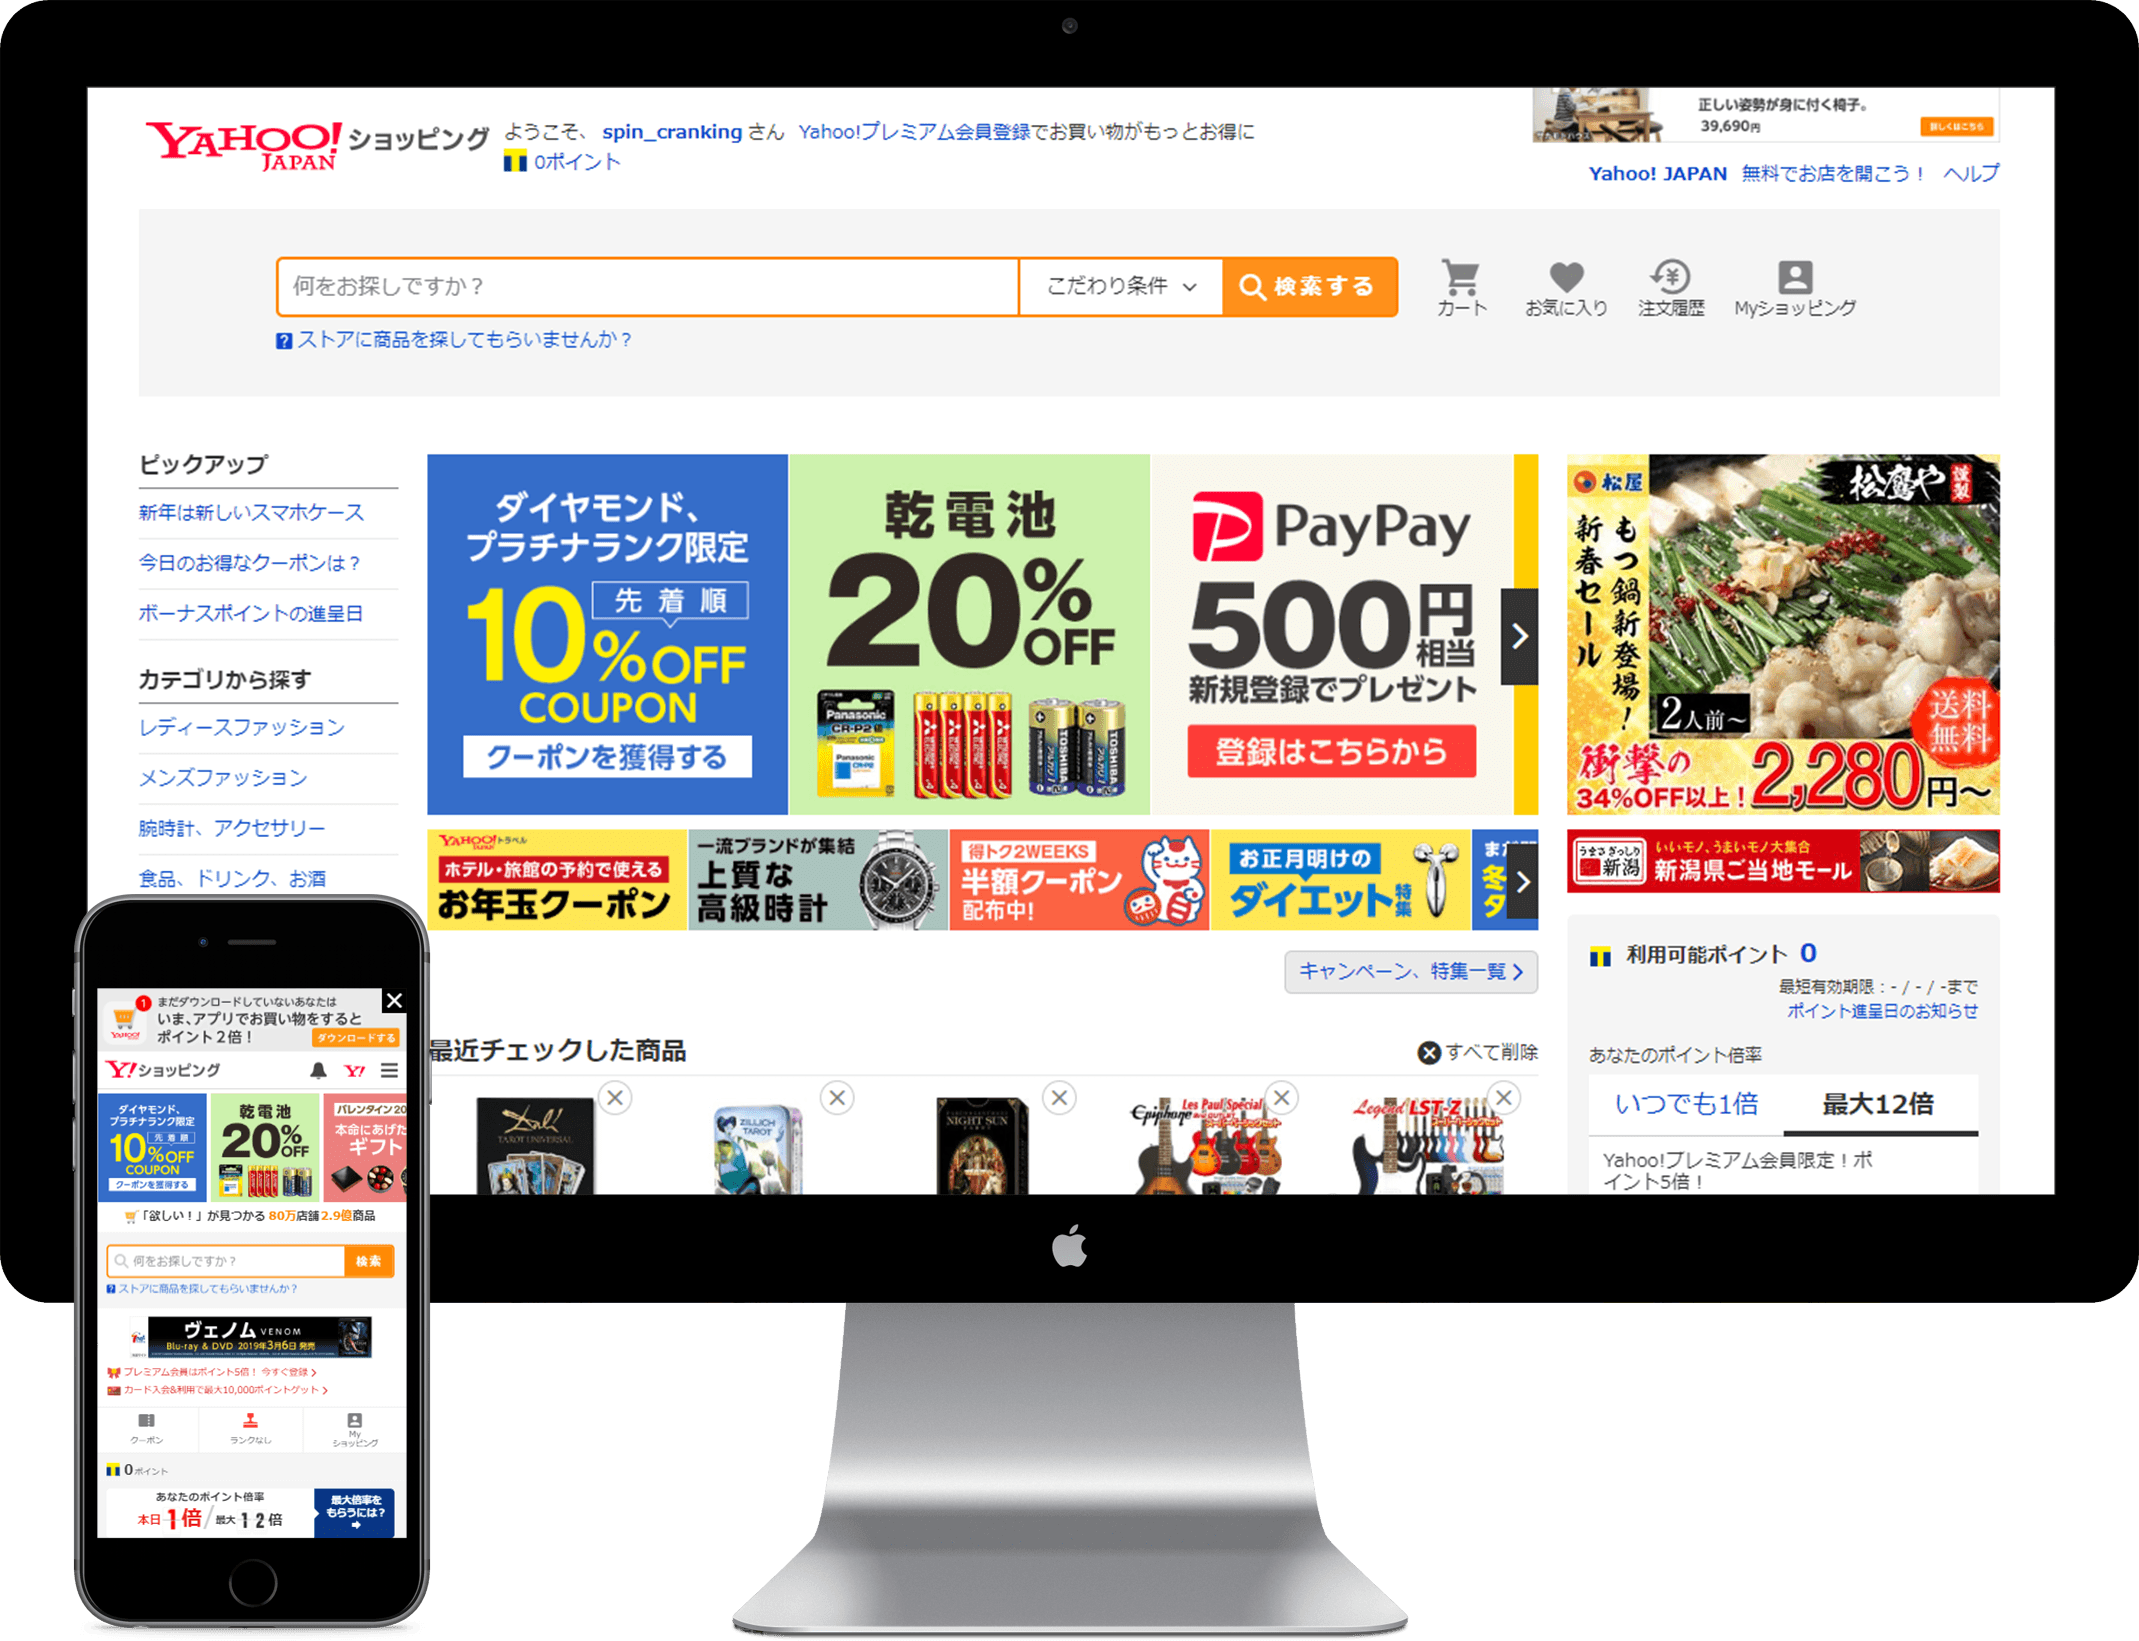 正しい姿勢が身に付く椅子。
39,690円
詳しくはこちら
YAHOO!
JAPAN
ショッピング
ようこそ、 spin_cranking さん Yahoo!プレミアム会員登録でお買い物がもっとお得に
0ポイント
Yahoo! JAPAN 無料でお店を開こう! ヘルプ
何をお探しですか?
こだわり条件
検索する
カート
お気に入り
注文履歴
Myショッピング
? ストアに商品を探してもらいませんか?
ピックアップ
新年は新しいスマホケース
今日のお得なクーポンは?
ボーナスポイントの進呈日
カテゴリから探す
レディースファッション
メンズファッション
腕時計、アクセサリー
食品、ドリンク、お酒
ダイヤモンド、
プラチナランク限定
先着順
10%OFF
COUPON
クーポンを獲得する
乾電池
20%
OFF
Panasonic
CR-P2
Panasonic
TOSHIBA
PayPay
500円
相当
新規登録でプレゼント
登録はこちらから
松屋
松鷹や
謹製
もつ鍋新登場!
新春セール
2人前~
送料
無料
衝撃の
34%OFF以上!
2,280円~
YAHOO!
JAPAN
トラベル
ホテル・旅館の予約で使える
お年玉クーポン
一流ブランドが集結
上質な
高級時計
得トク2WEEKS
半額クーポン
配布中!
お正月明けの
ダイエット特集
うまさぎっしり
新潟
いいモノ、うまいモノ大集合
新潟県ご当地モール
キャンペーン、特集一覧
利用可能ポイント 0
最短有効期限:- / - / -まで
ポイント進呈日のお知らせ
あなたのポイント倍率
いつでも1倍
最大12倍
Yahoo!プレミアム会員限定!ポ
イント5倍!
最近チェックした商品
すべて削除
Dali
TAROT UNIVERSAL
ZILLICH
TAROT
NIGHT SUN
TAROT
Epiphone
Les Paul Special
Legend LST-Z
まだダウンロードしていないあなたは
いま、アプリでお買い物をすると
ポイント2倍!
ダウンロードする
1
YAHOO!
Y!ショッピング
Y!
ダイヤモンド、
プラチナランク限定
先着順
10%OFF
COUPON
クーポンを獲得する
乾電池
20%
OFF
バレンタイン20
本命にあげた
ギフト
「欲しい!」が見つかる 80万店舗 2.9億商品
何をお探しですか?
検索
? ストアに商品を探してもらいませんか?
ヴェノム VENOM
Blu-ray & DVD 2019年3月6日 発売
プレミアム会員はポイント5倍! 今すぐ登録
カード入会&利用で最大10,000ポイントゲット
クーポン
ランクなし
My
ショッピング
0ポイント
あなたのポイント倍率
本日1倍/最大12倍
最大倍率を
もらうには?